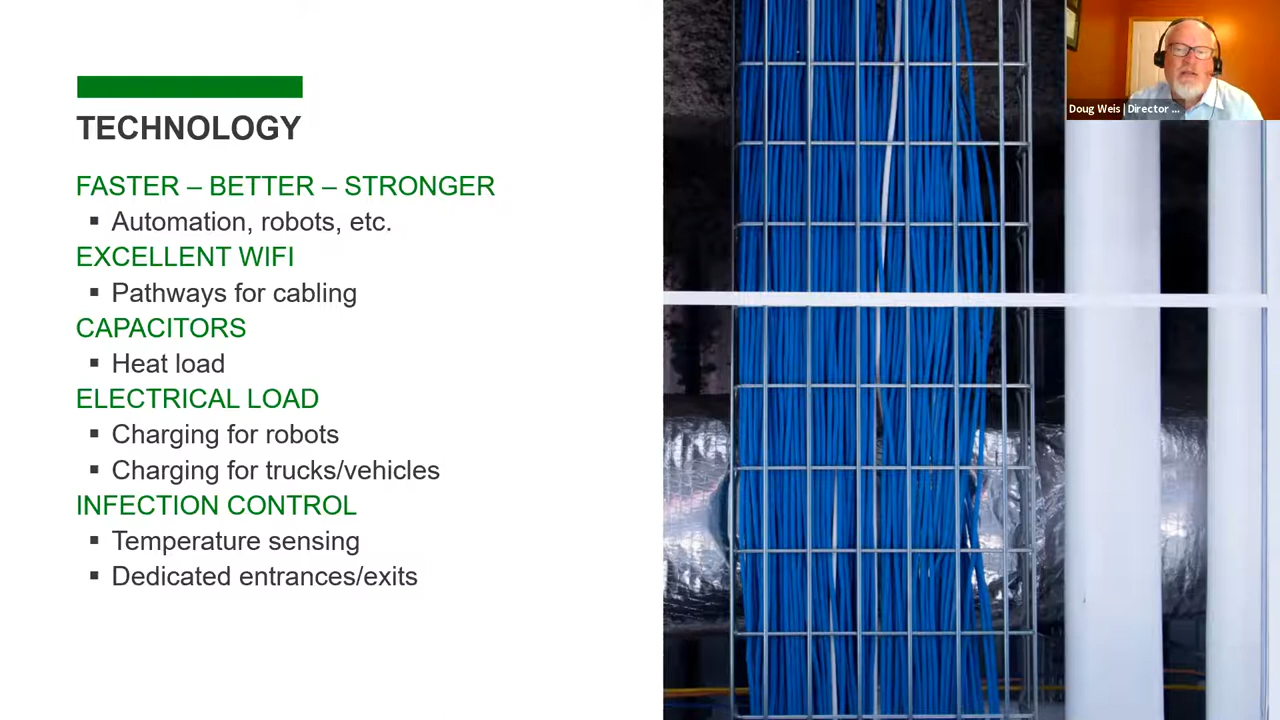 TECHNOLOGY
FASTER – BETTER – STRONGER
▪ Automation, robots, etc.
EXCELLENT WIFI
▪ Pathways for cabling
CAPACITORS
▪ Heat load
ELECTRICAL LOAD
▪ Charging for robots
▪ Charging for trucks/vehicles
INFECTION CONTROL
▪ Temperature sensing
▪ Dedicated entrances/exits
Doug Weis | Director ...